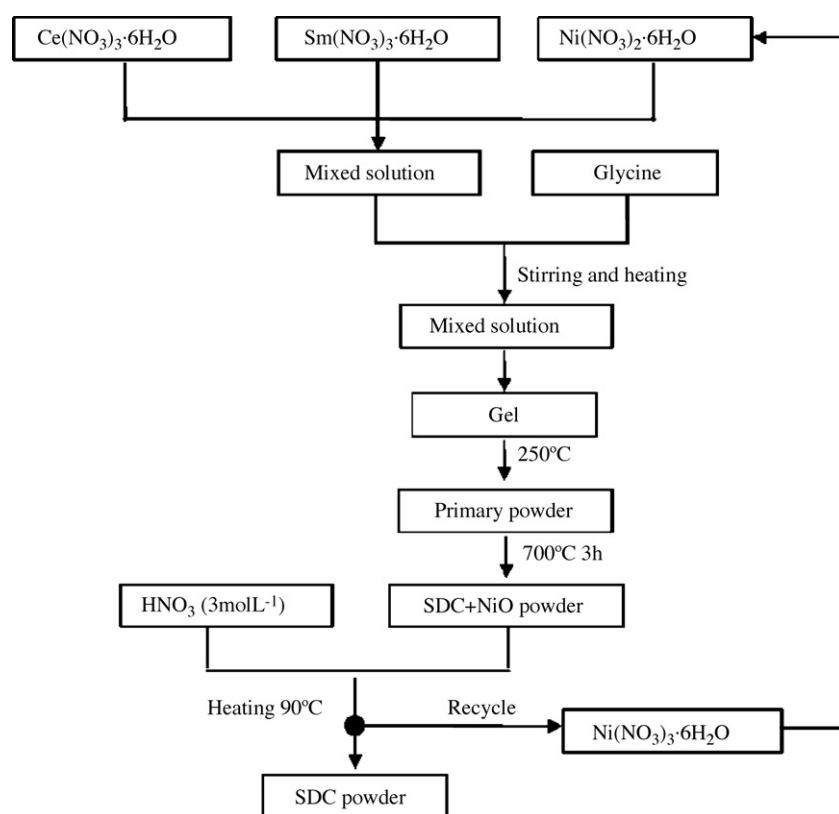 Ce(NO₃)₃·6H₂O
Sm(NO₃)₃·6H₂O
Ni(NO₃)₂·6H₂O
Mixed solution
Glycine
Stirring and heating
Mixed solution
Gel
250ºC
Primary powder
700ºC 3h
HNO₃ (3molL⁻¹)
SDC+NiO powder
Heating 90ºC
Recycle
Ni(NO₃)₃·6H₂O
SDC powder